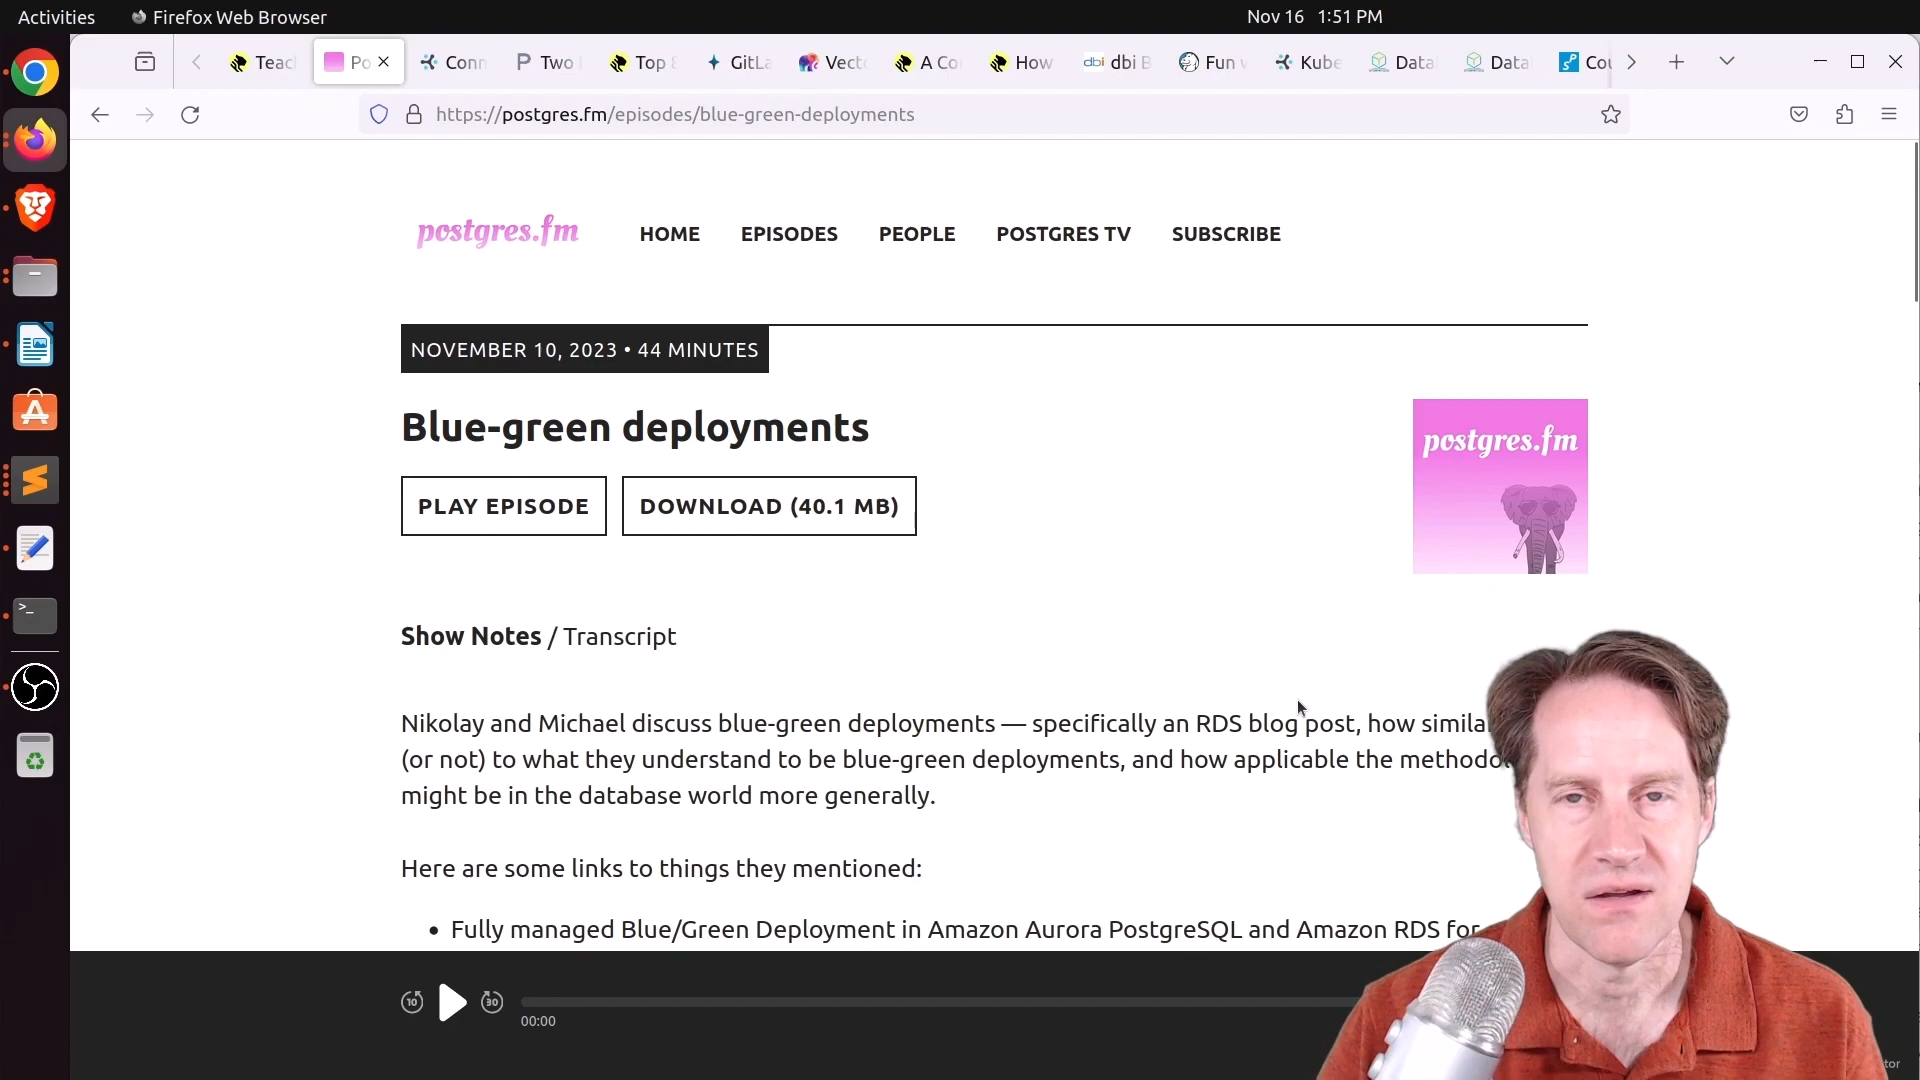 Activities
Firefox Web Browser
Nov 16 1:51 PM
Teac
Po
Conn
Two
Top 8
GitLa
Vecto
A Co
How
dbi dbi B
Fun v
Kube
Data
Data
Cou
https://postgres.fm/episodes/blue-green-deployments
postgres.fm
HOME
EPISODES
PEOPLE
POSTGRES TV
SUBSCRIBE
NOVEMBER 10, 2023 • 44 MINUTES
Blue-green deployments
postgres.fm
PLAY EPISODE
DOWNLOAD (40.1 MB)
Show Notes / Transcript
Nikolay and Michael discuss blue-green deployments — specifically an RDS blog post, how simila
(or not) to what they understand to be blue-green deployments, and how applicable the methodo
might be in the database world more generally.
Here are some links to things they mentioned:
• Fully managed Blue/Green Deployment in Amazon Aurora PostgreSQL and Amazon RDS for
10
30
00:00